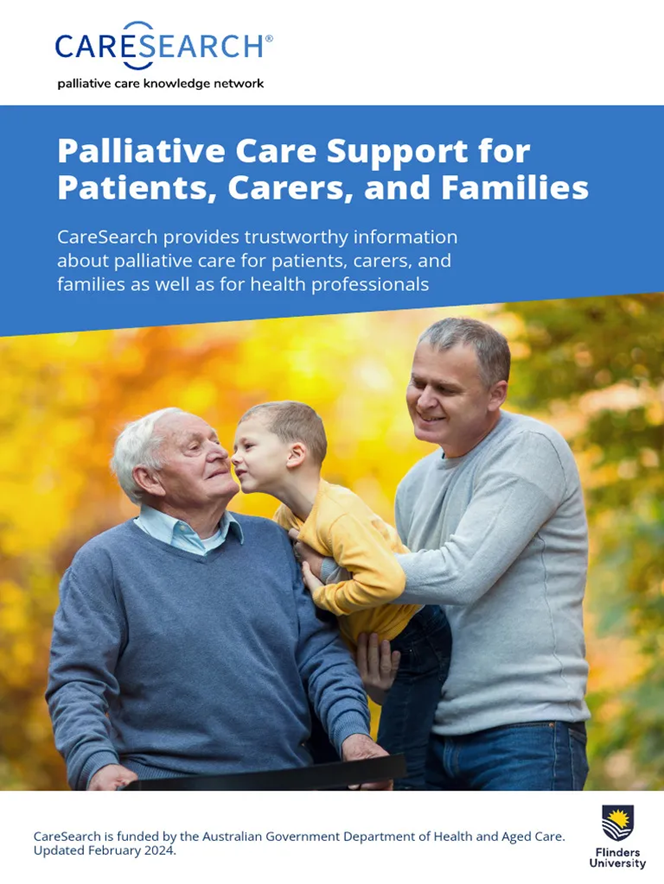 CARESEARCH®
palliative care knowledge network
Palliative Care Support for
Patients, Carers, and Families
CareSearch provides trustworthy information
about palliative care for patients, carers, and
families as well as for health professionals
CareSearch is funded by the Australian Government Department of Health and Aged Care.
Updated February 2024.
Flinders
University